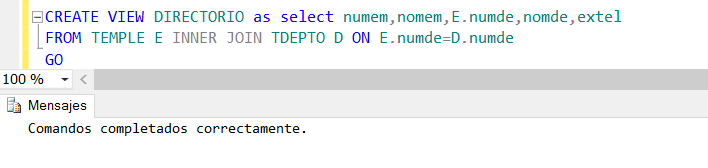 CREATE VIEW DIRECTORIO as select numem,nomem,E.numde,nomde,extel
FROM TEMPLE E INNER JOIN TDEPTO D ON E.numde=D.numde
GO
100 %
Mensajes
Comandos completados correctamente.